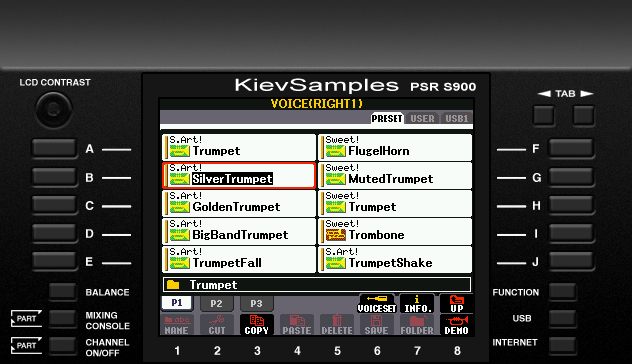 LCD CONTRAST
KievSamples PSR S900
TAB
VOICE(RIGHT1)
PRESET USER USB1
A
S.Art!
Trumpet
Sweet!
FlugelHorn
F
B
S.Art!
SilverTrumpet
Sweet!
MutedTrumpet
G
C
S.Art!
GoldenTrumpet
Sweet!
Trumpet
H
D
S.Art!
BigBandTrumpet
Sweet!
Trombone
I
E
S.Art!
TrumpetFall
S.Art!
TrumpetShake
J
Trumpet
BALANCE
P1 P2 P3
VOICESET INFO. UP
FUNCTION
PART
MIXING
CONSOLE
NAME CUT COPY PASTE DELETE SAVE FOLDER DEMO
USB
PART
CHANNEL
ON/OFF
1 2 3 4 5 6 7 8
INTERNET